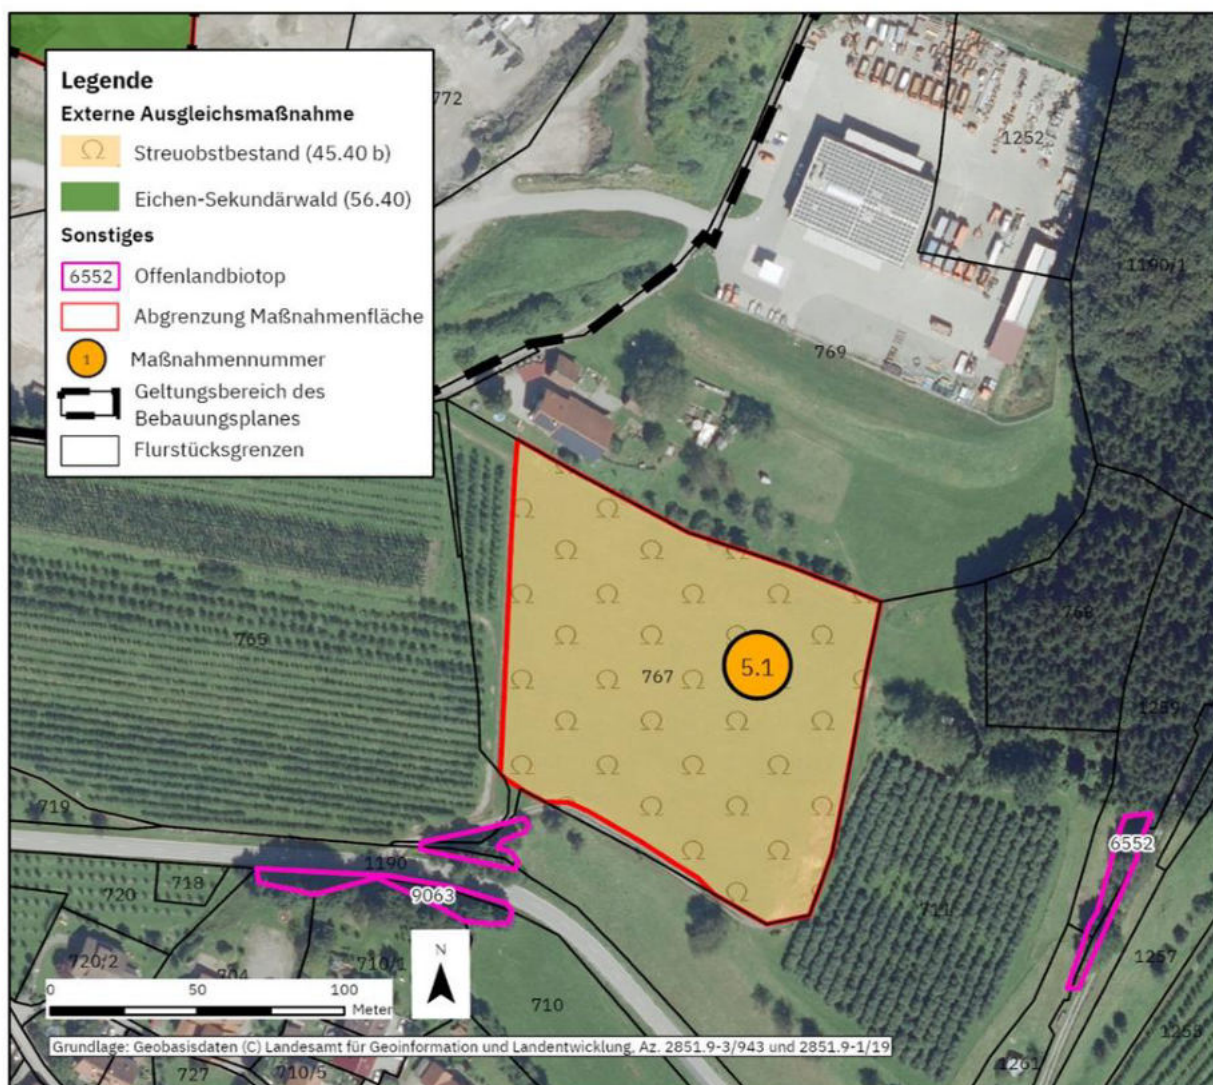 Legende
Externe Ausgleichsmaßnahme
Streuobstbestand (45.40 b)
Eichen-Sekundärwald (56.40)
Sonstiges
6552 Offenlandbiotop
Abgrenzung Maßnahmenfläche
1 Maßnahmennummer
Geltungsbereich des
Bebauungsplanes
Flurstücksgrenzen
772
1252
1190/1
769
768
765
767
5.1
1259
719
6552
1190
718
720
9063
711
720/2
704
710/1
N
1257
710
0 50 100
Meter
1258
Grundlage: Geobasisdaten (C) Landesamt für Geoinformation und Landentwicklung, Az. 2851.9-3/943 und 2851.9-1/19
727
710/5
1261